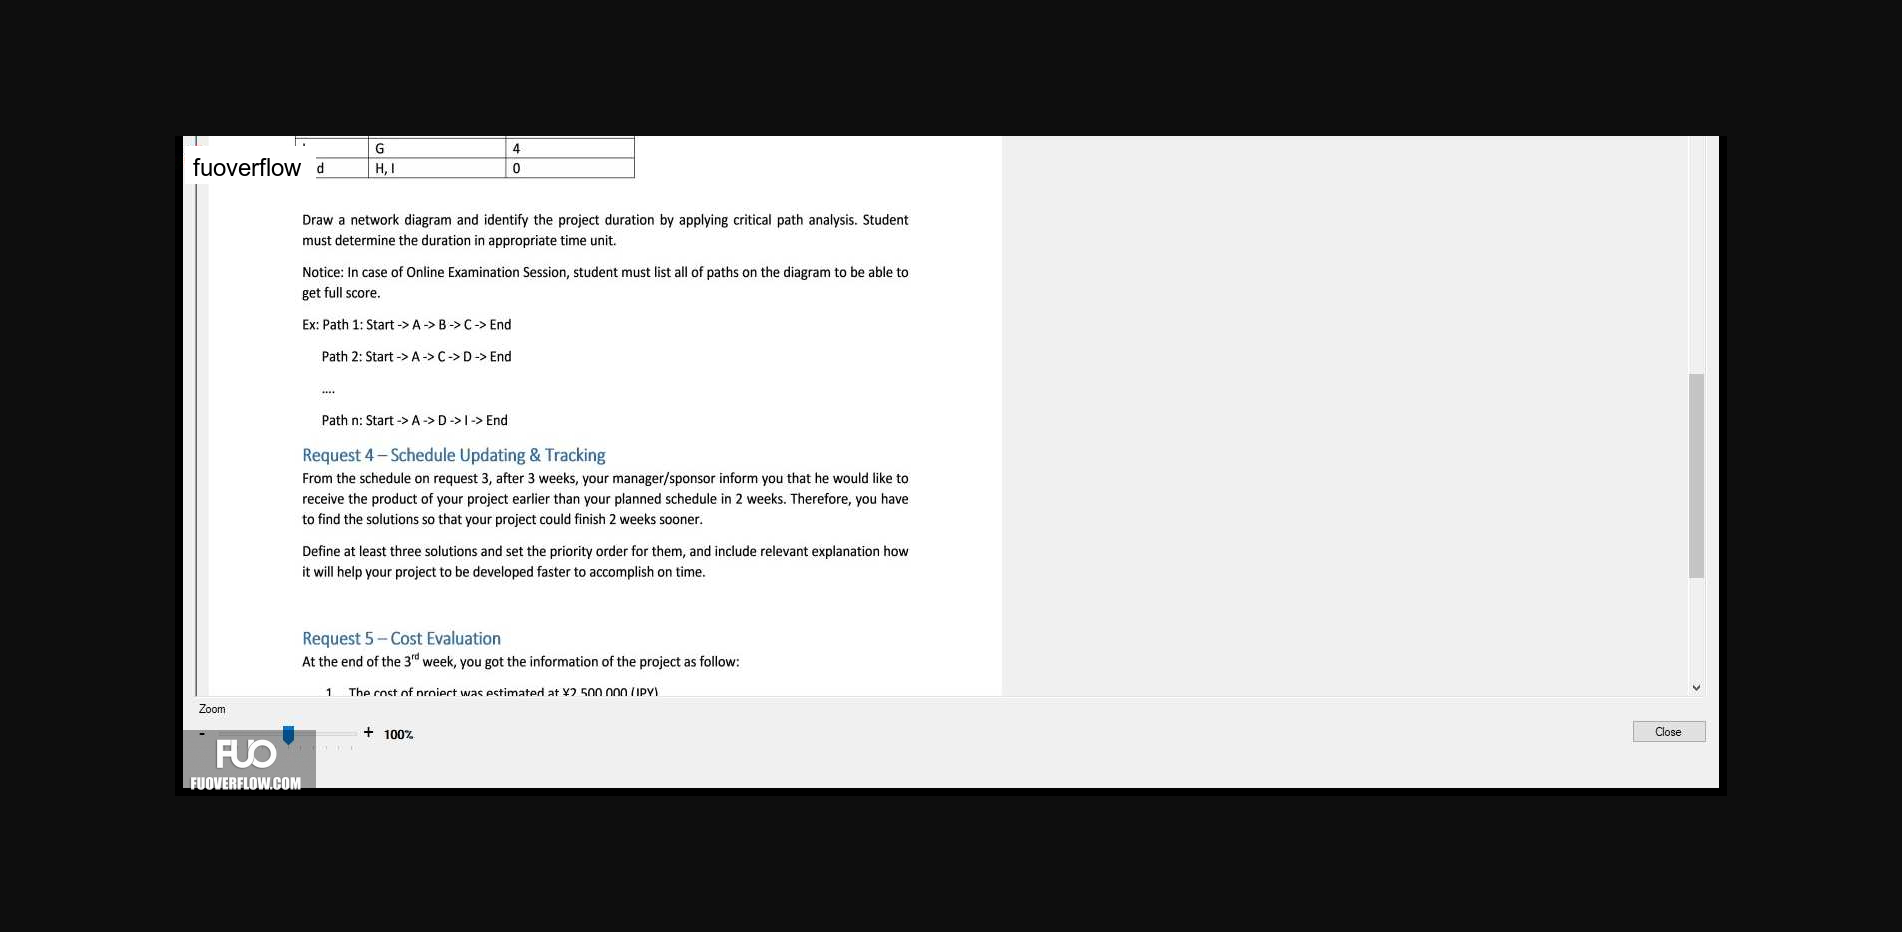 G 4
fuoverflow d H, I 0
Draw a network diagram and identify the project duration by applying critical path analysis. Student
must determine the duration in appropriate time unit.
Notice: In case of Online Examination Session, student must list all of paths on the diagram to be able to
get full score.
Ex: Path 1: Start -> A -> B -> C -> End
Path 2: Start -> A -> C -> D -> End
....
Path n: Start -> A -> D -> I -> End
Request 4 – Schedule Updating & Tracking
From the schedule on request 3, after 3 weeks, your manager/sponsor inform you that he would like to
receive the product of your project earlier than your planned schedule in 2 weeks. Therefore, you have
to find the solutions so that your project could finish 2 weeks sooner.
Define at least three solutions and set the priority order for them, and include relevant explanation how
it will help your project to be developed faster to accomplish on time.
Request 5 – Cost Evaluation
At the end of the 3rd week, you got the information of the project as follow:
1. The cost of project was estimated at ¥2,500,000 (JPY)
Zoom
- + 100%
Close
FUO
FUOVERFLOW.COM